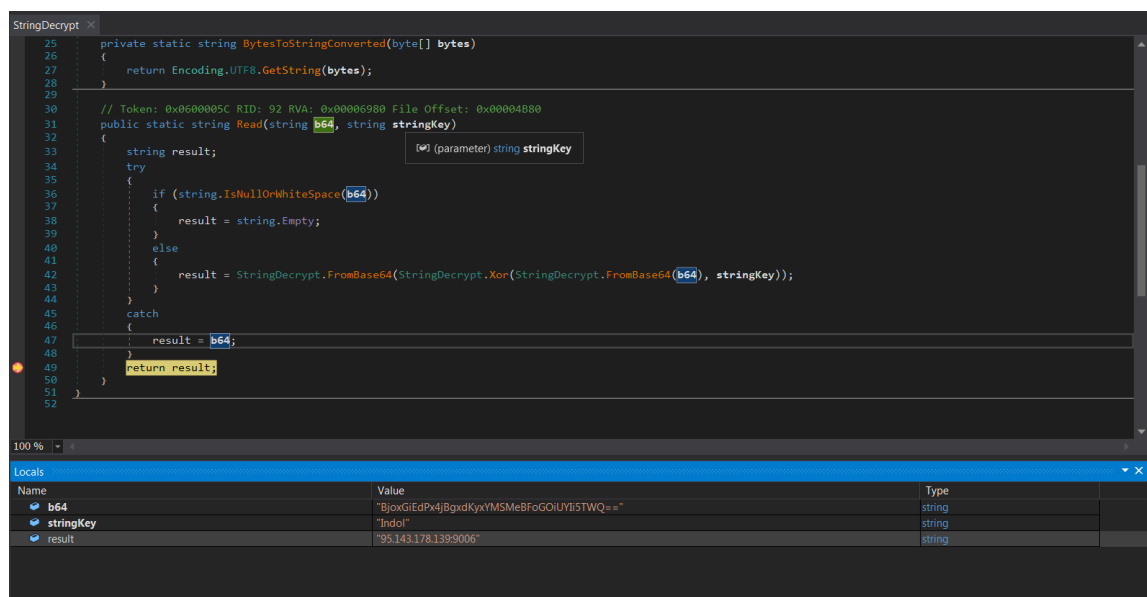 StringDecrypt
25 private static string BytesToStringConverted(byte[] bytes)
26 {
27 return Encoding.UTF8.GetString(bytes);
28 }
29
30 // Token: 0x0600005C RID: 92 RVA: 0x00006980 File Offset: 0x00004B80
31 public static string Read(string b64, string stringKey)
32 {
(parameter) string stringKey
33 string result;
34 try
35 {
36 if (string.IsNullOrWhiteSpace(b64))
37 {
38 result = string.Empty;
39 }
40 else
41 {
42 result = StringDecrypt.FromBase64(StringDecrypt.Xor(StringDecrypt.FromBase64(b64), stringKey));
43 }
44 }
45 catch
46 {
47 result = b64;
48 }
49 return result;
50 }
51 }
52
100 %
Locals
Name Value Type
b64 "BjoxGiEdPx4jBgxdKyxYMSMeBFoGOiUYIi5TWQ==" string
stringKey "Indol" string
result "95.143.178.139:9006" string